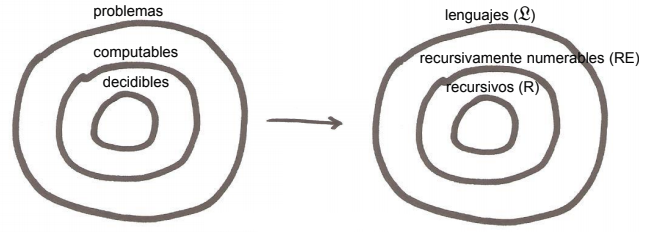 problemas
computables
decidibles
lenguajes (𝔏)
recursivamente numerables (RE)
recursivos (R)